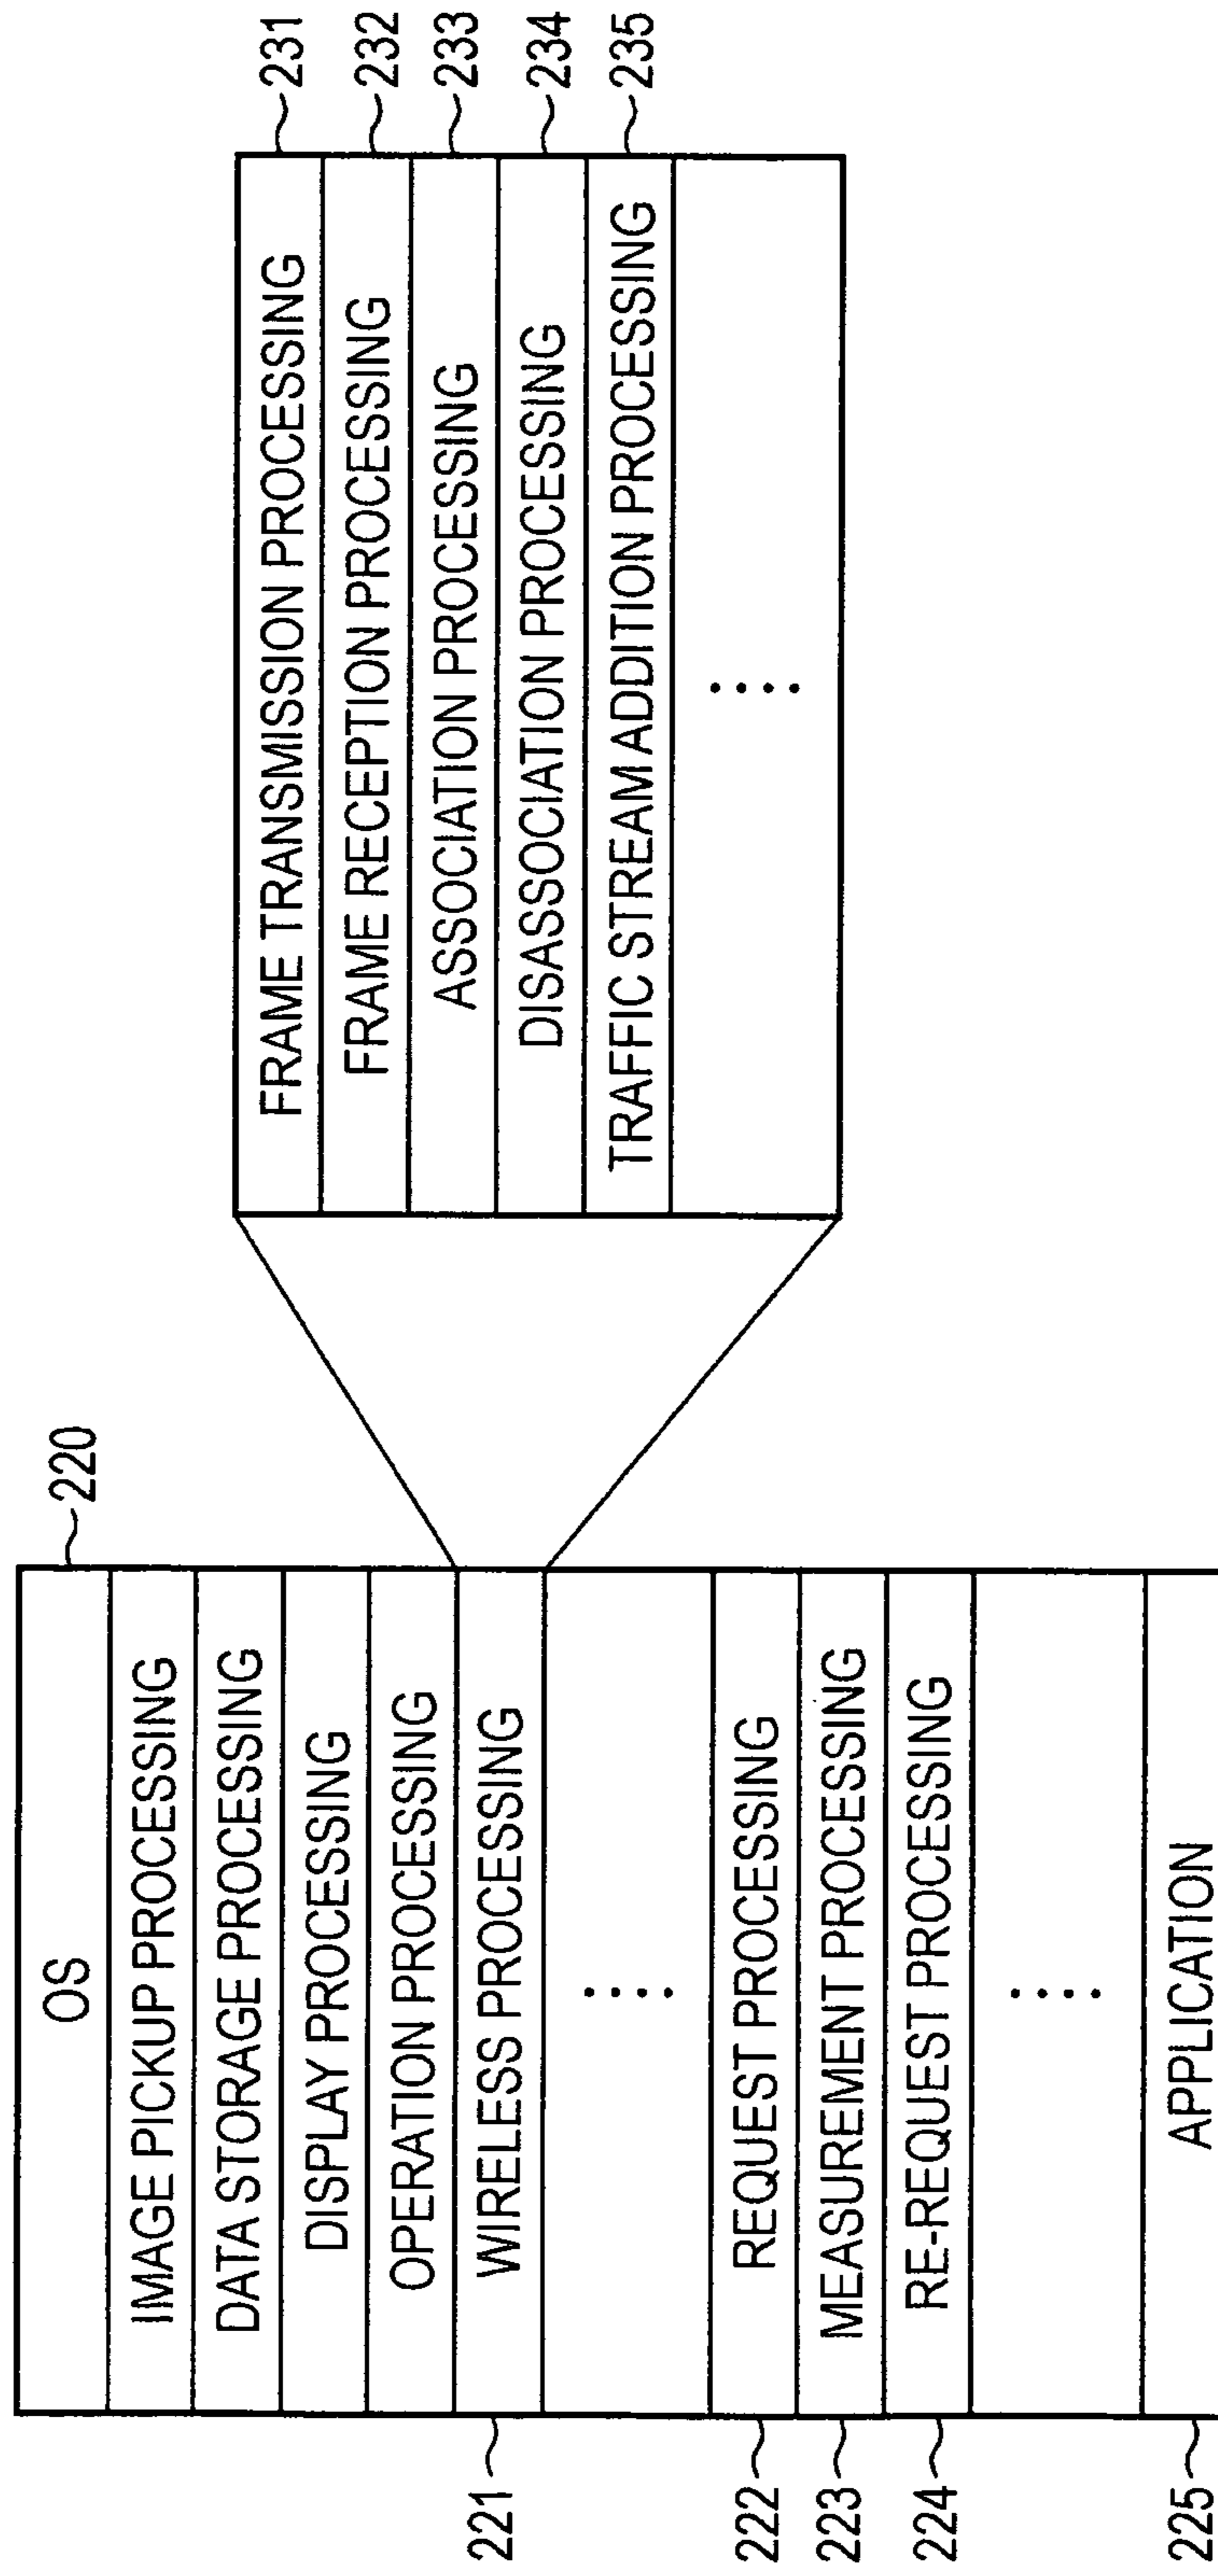 OS
220
IMAGE PICKUP PROCESSING
DATA STORAGE PROCESSING
DISPLAY PROCESSING
OPERATION PROCESSING
221
WIRELESS PROCESSING
....
222
REQUEST PROCESSING
223
MEASUREMENT PROCESSING
224
RE-REQUEST PROCESSING
....
225
APPLICATION
FRAME TRANSMISSION PROCESSING
231
FRAME RECEPTION PROCESSING
232
ASSOCIATION PROCESSING
233
DISASSOCIATION PROCESSING
234
TRAFFIC STREAM ADDITION PROCESSING
235
....